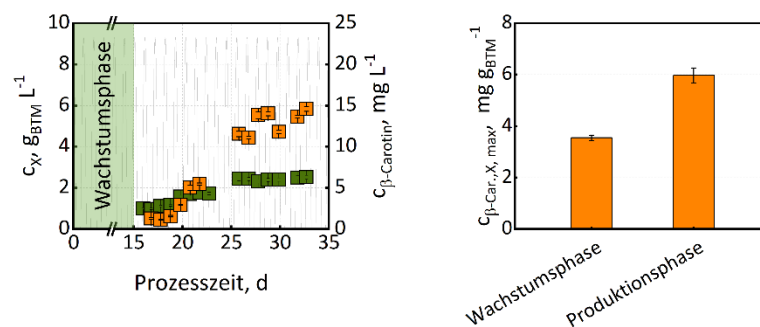 10
8
6
4
2
0
c_X, g_BTM L^-1
Wachstumsphase
25
20
15
10
5
0
c_β-Carotin, mg L^-1
0 15 20 25 30 35
Prozesszeit, d
8
6
4
2
0
c_β-Car.,X, max, mg g_BTM^-1
Wachstumsphase
Produktionsphase